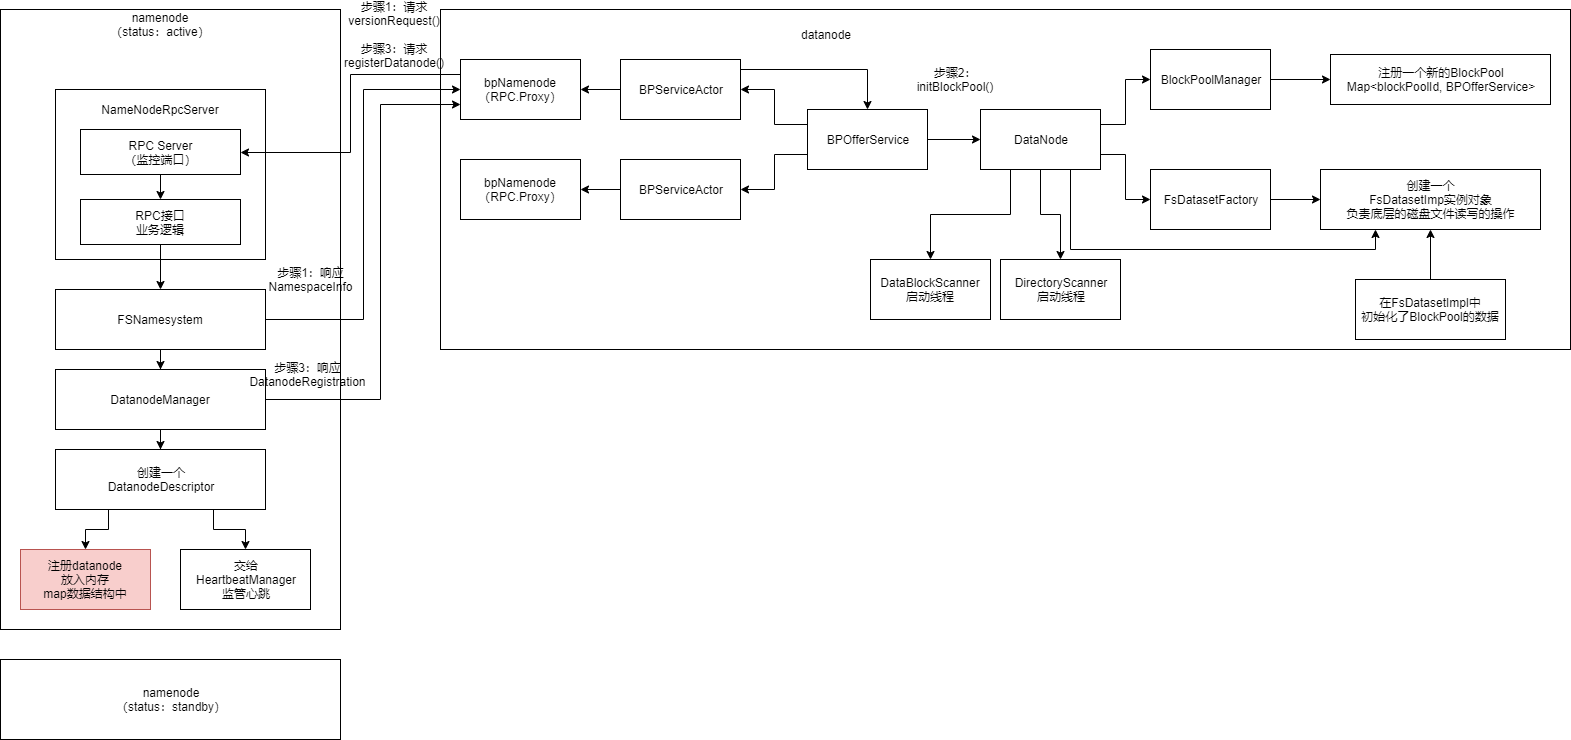 namenode
（status：active）
步骤1：请求
versionRequest()
步骤3：请求
registerDatanode()
NameNodeRpcServer
RPC Server
（监控端口）
RPC接口
业务逻辑
步骤1：响应
NamespaceInfo
FSNamesystem
步骤3：响应
DatanodeRegistration
DatanodeManager
创建一个
DatanodeDescriptor
注册datanode
放入内存
map数据结构中
交给
HeartbeatManager
监管心跳
namenode
（status：standby）
datanode
bpNamenode
（RPC.Proxy）
BPServiceActor
bpNamenode
（RPC.Proxy）
BPServiceActor
BPOfferService
步骤2：
initBlockPool()
DataNode
BlockPoolManager
注册一个新的BlockPool
Map<blockPoolId, BPOfferService>
FsDatasetFactory
创建一个
FsDatasetImp实例对象
负责底层的磁盘文件读写的操作
DataBlockScanner
启动线程
DirectoryScanner
启动线程
在FsDatasetImpl中
初始化了BlockPool的数据